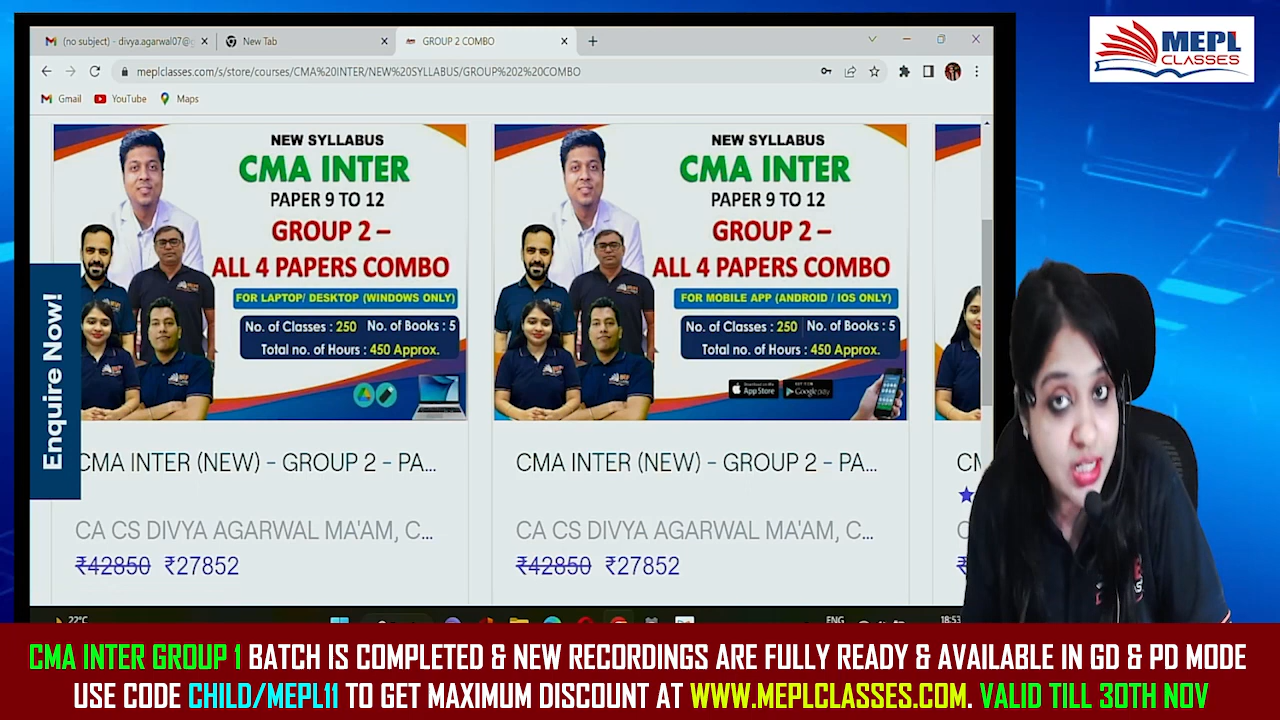 (no subject) - divya.agarwal07@g
New Tab
GROUP 2 COMBO
meplclasses.com/s/store/courses/CMA%20INTER/NEW%20SYLLABUS/GROUP%202%20COMBO
Gmail YouTube Maps
MEPL
CLASSES
NEW SYLLABUS
CMA INTER
PAPER 9 TO 12
GROUP 2 –
ALL 4 PAPERS COMBO
FOR LAPTOP/ DESKTOP (WINDOWS ONLY)
No. of Classes : 250 No. of Books : 5
Total no. of Hours : 450 Approx.
NEW SYLLABUS
CMA INTER
PAPER 9 TO 12
GROUP 2 –
ALL 4 PAPERS COMBO
FOR MOBILE APP (ANDROID / IOS ONLY)
No. of Classes : 250 No. of Books : 5
Total no. of Hours : 450 Approx.
App Store
Google play
Enquire Now!
CMA INTER (NEW) - GROUP 2 - PA...
CA CS DIVYA AGARWAL MA'AM, C...
₹42850 ₹27852
CMA INTER (NEW) - GROUP 2 - PA...
CA CS DIVYA AGARWAL MA'AM, C...
₹42850 ₹27852
22°C
ENG
18:53
CMA INTER GROUP 1 BATCH IS COMPLETED & NEW RECORDINGS ARE FULLY READY & AVAILABLE IN GD & PD MODE
USE CODE CHILD/MEPL11 TO GET MAXIMUM DISCOUNT AT WWW.MEPLCLASSES.COM. VALID TILL 30TH NOV